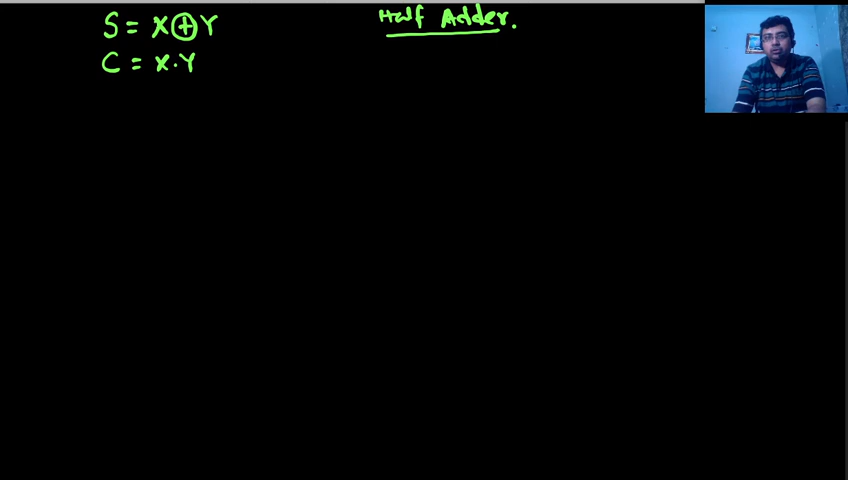 Half Adder.
S = X ⊕ Y
C = X·Y